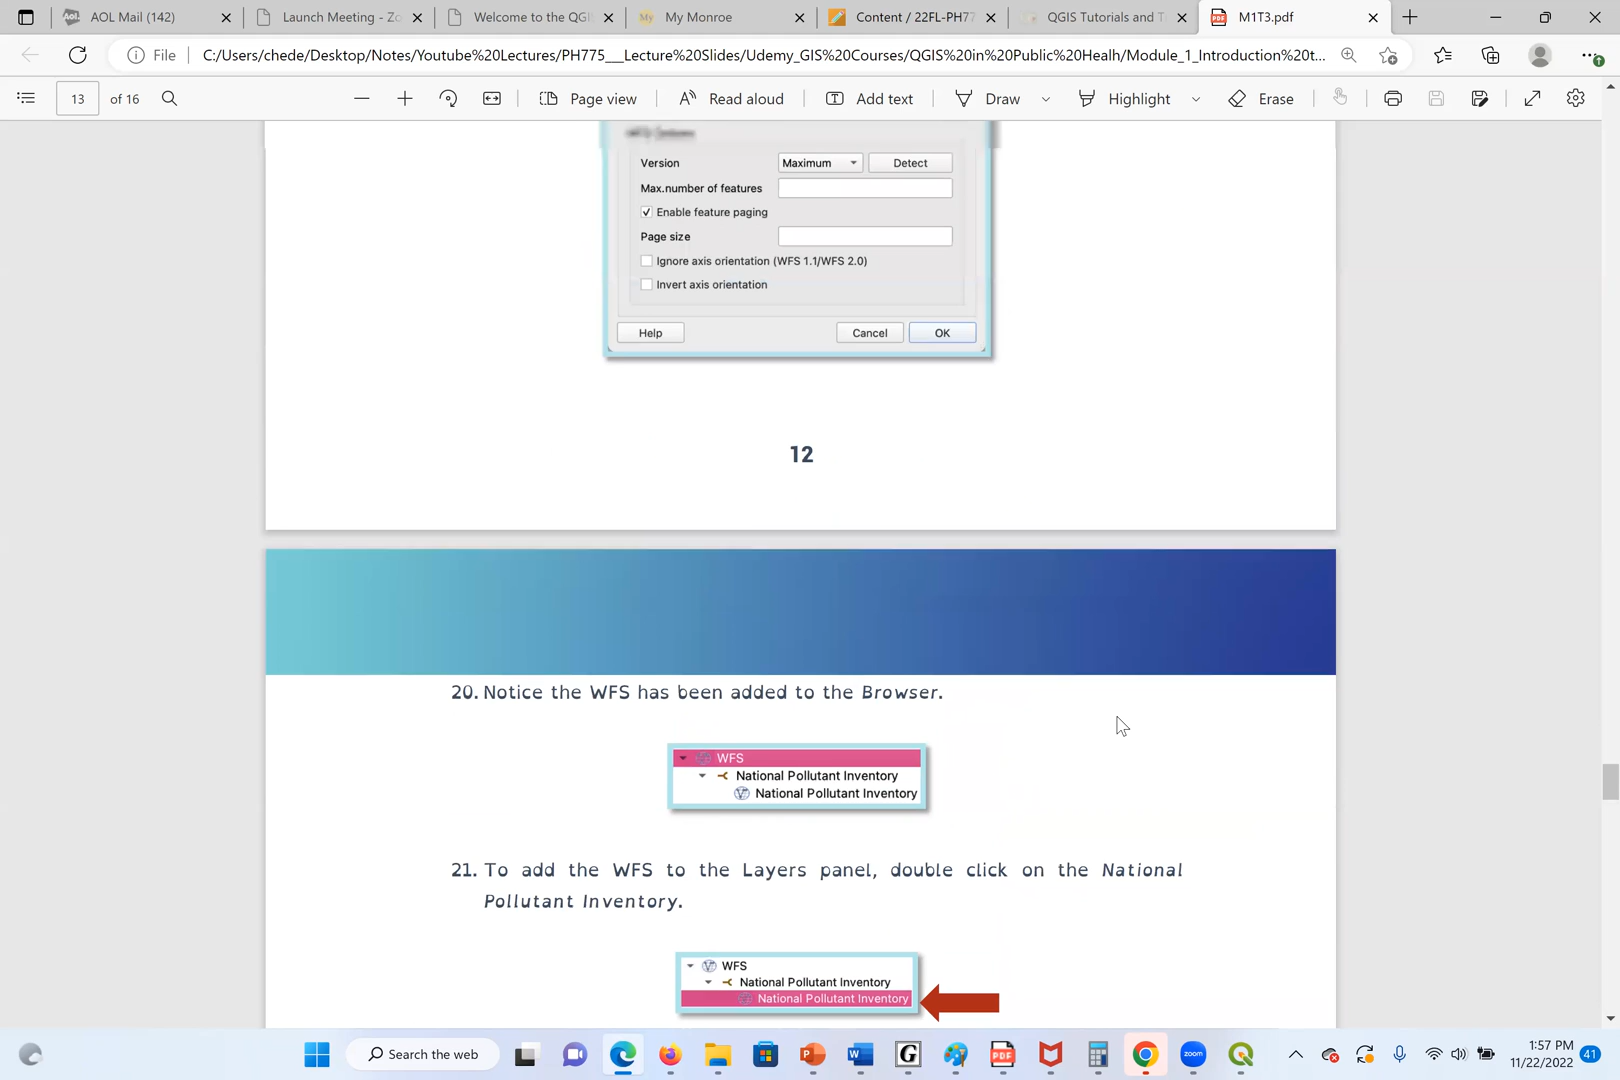 AOL Mail (142)
Launch Meeting - Zo
Welcome to the QGI
My Monroe
Content / 22FL-PH77
QGIS Tutorials and T
M1T3.pdf
File
C:/Users/chede/Desktop/Notes/Youtube%20Lectures/PH775___Lecture%20Slides/Udemy_GIS%20Courses/QGIS%20in%20Public%20Healh/Module_1_Introduction%20t...
13 of 16
Page view
Read aloud
Add text
Draw
Highlight
Erase
WFS Options
Version Maximum Detect
Max.number of features
Enable feature paging
Page size
Ignore axis orientation (WFS 1.1/WFS 2.0)
Invert axis orientation
Help Cancel OK
12
20. Notice the WFS has been added to the Browser.
WFS
National Pollutant Inventory
National Pollutant Inventory
21. To add the WFS to the Layers panel, double click on the National
Pollutant Inventory.
WFS
National Pollutant Inventory
National Pollutant Inventory
Search the web
zoom
1:57 PM
11/22/2022
41